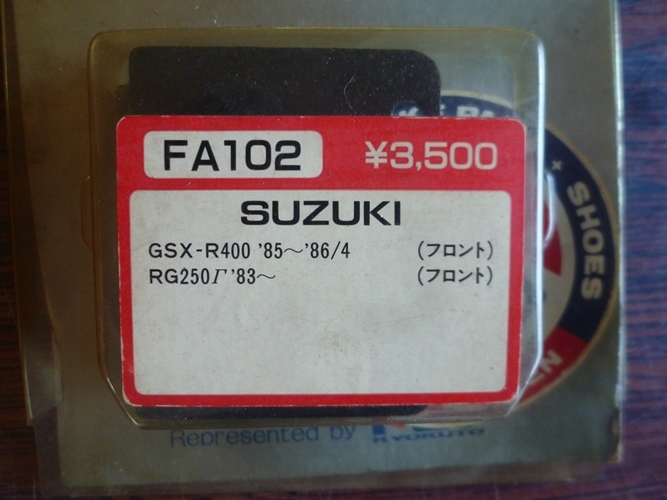 FA102 ¥3,500
SUZUKI
GSX-R400 '85～'86/4 (フロント)
RG250Γ'83～ (フロント)
SHOES
Represented by
KYOKUTO